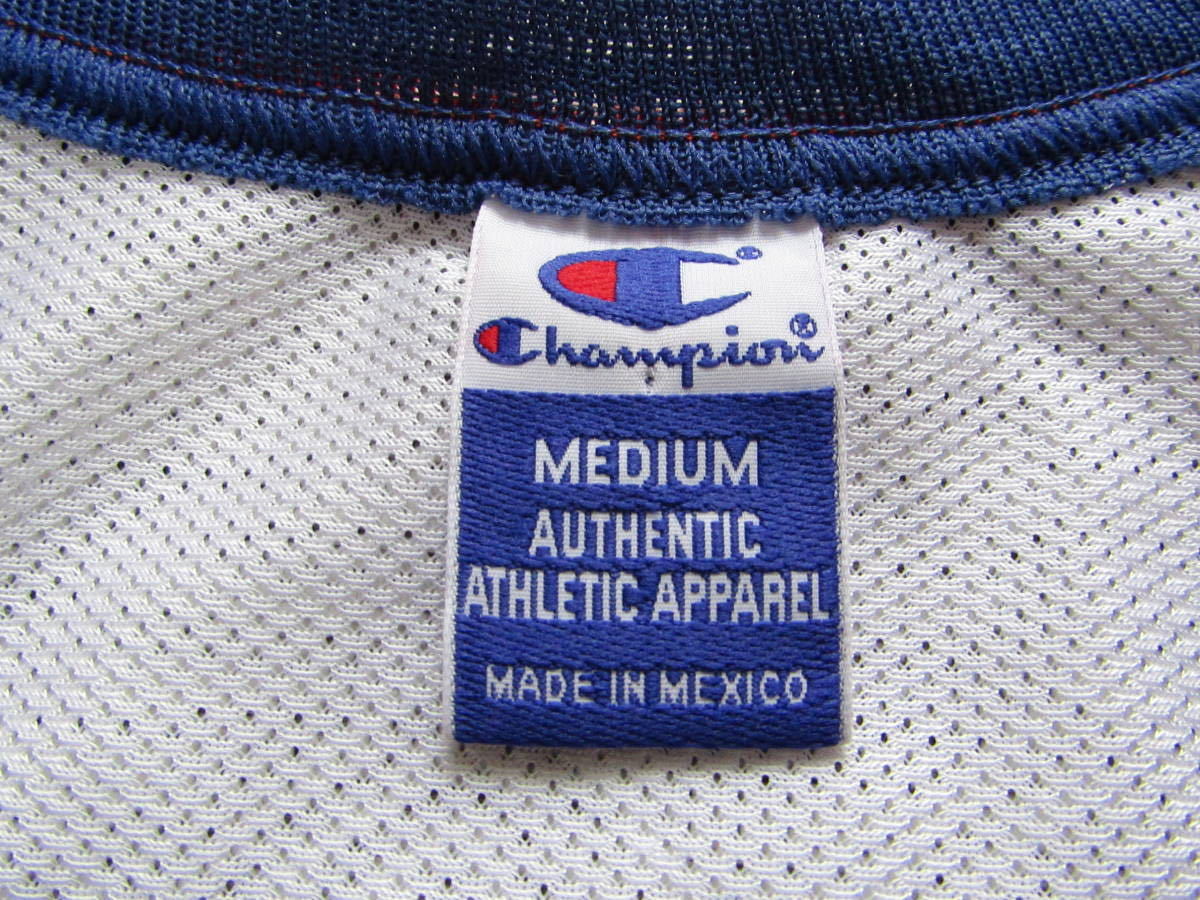 Champion®
MEDIUM
AUTHENTIC
ATHLETIC APPAREL
MADE IN MEXICO